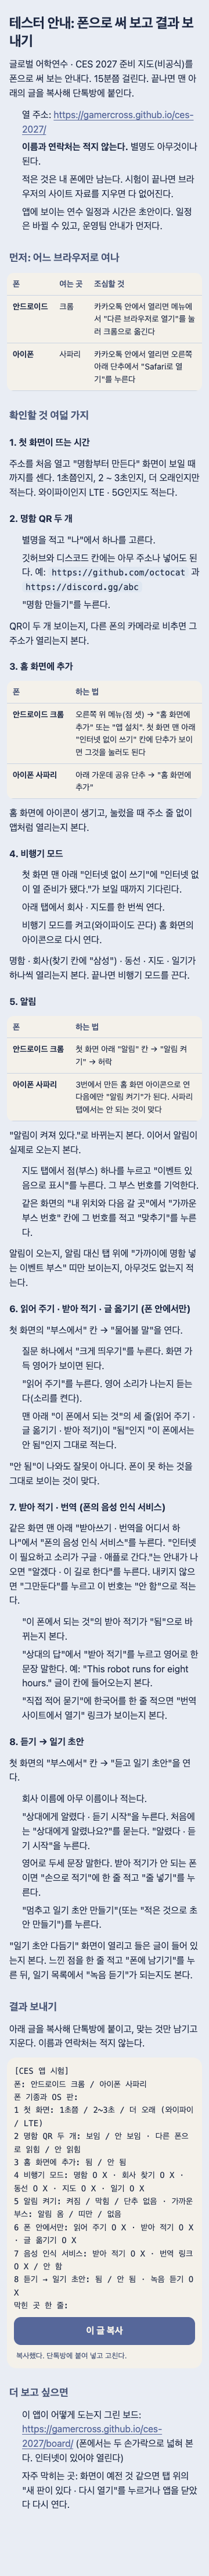 테스터 안내: 폰으로 써 보고 결과 보
내기
글로벌 어학연수 · CES 2027 준비 지도(비공식)를
폰으로 써 보는 안내다. 15분쯤 걸린다. 끝나면 맨 아
래의 글을 복사해 단톡방에 붙인다.
열 주소: https://gamercross.github.io/ces-
2027/
이름과 연락처는 적지 않는다. 별명도 아무것이나
된다.
적은 것은 내 폰에만 남는다. 시험이 끝나면 브라
우저의 사이트 자료를 지우면 다 없어진다.
앱에 보이는 연수 일정과 시간은 초안이다. 일정
은 바뀔 수 있고, 운영팀 안내가 먼저다.
먼저: 어느 브라우저로 여나
폰 여는 곳 조심할 것
안드로이드 크롬 카카오톡 안에서 열리면 메뉴에
서 "다른 브라우저로 열기"를 눌
러 크롬으로 옮긴다
아이폰 사파리 카카오톡 안에서 열리면 오른쪽
아래 단추에서 "Safari로 열
기"를 누른다
확인할 것 여덟 가지
1. 첫 화면이 뜨는 시간
주소를 처음 열고 "명함부터 만든다" 화면이 보일 때
까지를 센다. 1초쯤인지, 2 ~ 3초인지, 더 오래인지만
적는다. 와이파이인지 LTE · 5G인지도 적는다.
2. 명함 QR 두 개
별명을 적고 "나"에서 하나를 고른다.
깃허브와 디스코드 칸에는 아무 주소나 넣어도 된
다. 예: https://github.com/octocat 과
https://discord.gg/abc
"명함 만들기"를 누른다.
QR이 두 개 보이는지, 다른 폰의 카메라로 비추면 그
주소가 열리는지 본다.
3. 홈 화면에 추가
폰 하는 법
안드로이드 크롬 오른쪽 위 메뉴(점 셋) → "홈 화면에
추가" 또는 "앱 설치". 첫 화면 맨 아래
"인터넷 없이 쓰기" 칸에 단추가 보이
면 그것을 눌러도 된다
아이폰 사파리 아래 가운데 공유 단추 → "홈 화면에
추가"
홈 화면에 아이콘이 생기고, 눌렀을 때 주소 줄 없이
앱처럼 열리는지 본다.
4. 비행기 모드
첫 화면 맨 아래 "인터넷 없이 쓰기"에 "인터넷 없
이 열 준비가 됐다."가 보일 때까지 기다린다.
아래 탭에서 회사 · 지도를 한 번씩 연다.
비행기 모드를 켜고(와이파이도 끈다) 홈 화면의
아이콘으로 다시 연다.
명함 · 회사(찾기 칸에 "삼성") · 동선 · 지도 · 일기가
하나씩 열리는지 본다. 끝나면 비행기 모드를 끈다.
5. 알림
폰 하는 법
안드로이드 크롬 첫 화면 아래 "알림" 칸 → "알림 켜
기" → 허락
아이폰 사파리 3번에서 만든 홈 화면 아이콘으로 연
다음에만 "알림 켜기"가 된다. 사파리
탭에서는 안 되는 것이 맞다
"알림이 켜져 있다."로 바뀌는지 본다. 이어서 알림이
실제로 오는지 본다.
지도 탭에서 점(부스) 하나를 누르고 "이벤트 있
음으로 표시"를 누른다. 그 부스 번호를 기억한다.
같은 화면의 "내 위치와 다음 갈 곳"에서 "가까운
부스 번호" 칸에 그 번호를 적고 "맞추기"를 누른
다.
알림이 오는지, 알림 대신 탭 위에 "가까이에 명함 넣
는 이벤트 부스" 띠만 보이는지, 아무것도 없는지 적
는다.
6. 읽어 주기 · 받아 적기 · 글 옮기기 (폰 안에서만)
첫 화면의 "부스에서" 칸 → "물어볼 말"을 연다.
질문 하나에서 "크게 띄우기"를 누른다. 화면 가
득 영어가 보이면 된다.
"읽어 주기"를 누른다. 영어 소리가 나는지 듣는
다(소리를 켠다).
맨 아래 "이 폰에서 되는 것"의 세 줄(읽어 주기 ·
글 옮기기 · 받아 적기)이 "됨"인지 "이 폰에서는
안 됨"인지 그대로 적는다.
"안 됨"이 나와도 잘못이 아니다. 폰이 못 하는 것을
그대로 보이는 것이 맞다.
7. 받아 적기 · 번역 (폰의 음성 인식 서비스)
같은 화면 맨 아래 "받아쓰기 · 번역을 어디서 하
나"에서 "폰의 음성 인식 서비스"를 누른다. "인터넷
이 필요하고 소리가 구글 · 애플로 간다."는 안내가 나
오면 "알겠다 · 이 길로 한다"를 누른다. 내키지 않으
면 "그만둔다"를 누르고 이 번호는 "안 함"으로 적는
다.
"이 폰에서 되는 것"의 받아 적기가 "됨"으로 바
뀌는지 본다.
"상대의 답"에서 "받아 적기"를 누르고 영어로 한
문장 말한다. 예: "This robot runs for eight
hours." 글이 칸에 들어오는지 본다.
"직접 적어 묻기"에 한국어를 한 줄 적으면 "번역
사이트에서 열기" 링크가 보이는지 본다.
8. 듣기 → 일기 초안
첫 화면의 "부스에서" 칸 → "듣고 일기 초안"을 연
다.
회사 이름에 아무 이름이나 적는다.
"상대에게 알렸다 · 듣기 시작"을 누른다. 처음에
는 "상대에게 알렸나요?"를 묻는다. "알렸다 · 듣
기 시작"을 누른다.
영어로 두세 문장 말한다. 받아 적기가 안 되는 폰
이면 "손으로 적기"에 한 줄 적고 "줄 넣기"를 누
른다.
"멈추고 일기 초안 만들기"(또는 "적은 것으로 초
안 만들기")를 누른다.
"일기 초안 다듬기" 화면이 열리고 들은 글이 들어 있
는지 본다. 느낀 점을 한 줄 적고 "폰에 남기기"를 누
른 뒤, 일기 목록에서 "녹음 듣기"가 되는지도 본다.
결과 보내기
아래 글을 복사해 단톡방에 붙이고, 맞는 것만 남기고
지운다. 이름과 연락처는 적지 않는다.
[CES 앱 시험]
폰: 안드로이드 크롬 / 아이폰 사파리
폰 기종과 OS 판:
1 첫 화면: 1초쯤 / 2~3초 / 더 오래 (와이파이
/ LTE)
2 명함 QR 두 개: 보임 / 안 보임 · 다른 폰으
로 읽힘 / 안 읽힘
3 홈 화면에 추가: 됨 / 안 됨
4 비행기 모드: 명함 O X · 회사 찾기 O X ·
동선 O X · 지도 O X · 일기 O X
5 알림 켜기: 켜짐 / 막힘 / 단추 없음 · 가까운
부스: 알림 옴 / 띠만 / 없음
6 폰 안에서만: 읽어 주기 O X · 받아 적기 O X
· 글 옮기기 O X
7 음성 인식 서비스: 받아 적기 O X · 번역 링크
O X / 안 함
8 듣기 → 일기 초안: 됨 / 안 됨 · 녹음 듣기 O
X
막힌 곳 한 줄:
이 글 복사
복사했다. 단톡방에 붙여 넣고 고친다.
더 보고 싶으면
이 앱이 어떻게 도는지 그린 보드:
https://gamercross.github.io/ces-
2027/board/ (폰에서는 두 손가락으로 넓혀 본
다. 인터넷이 있어야 열린다)
자주 막히는 곳: 화면이 예전 것 같으면 탭 위의
"새 판이 있다 · 다시 열기"를 누르거나 앱을 닫았
다 다시 연다.